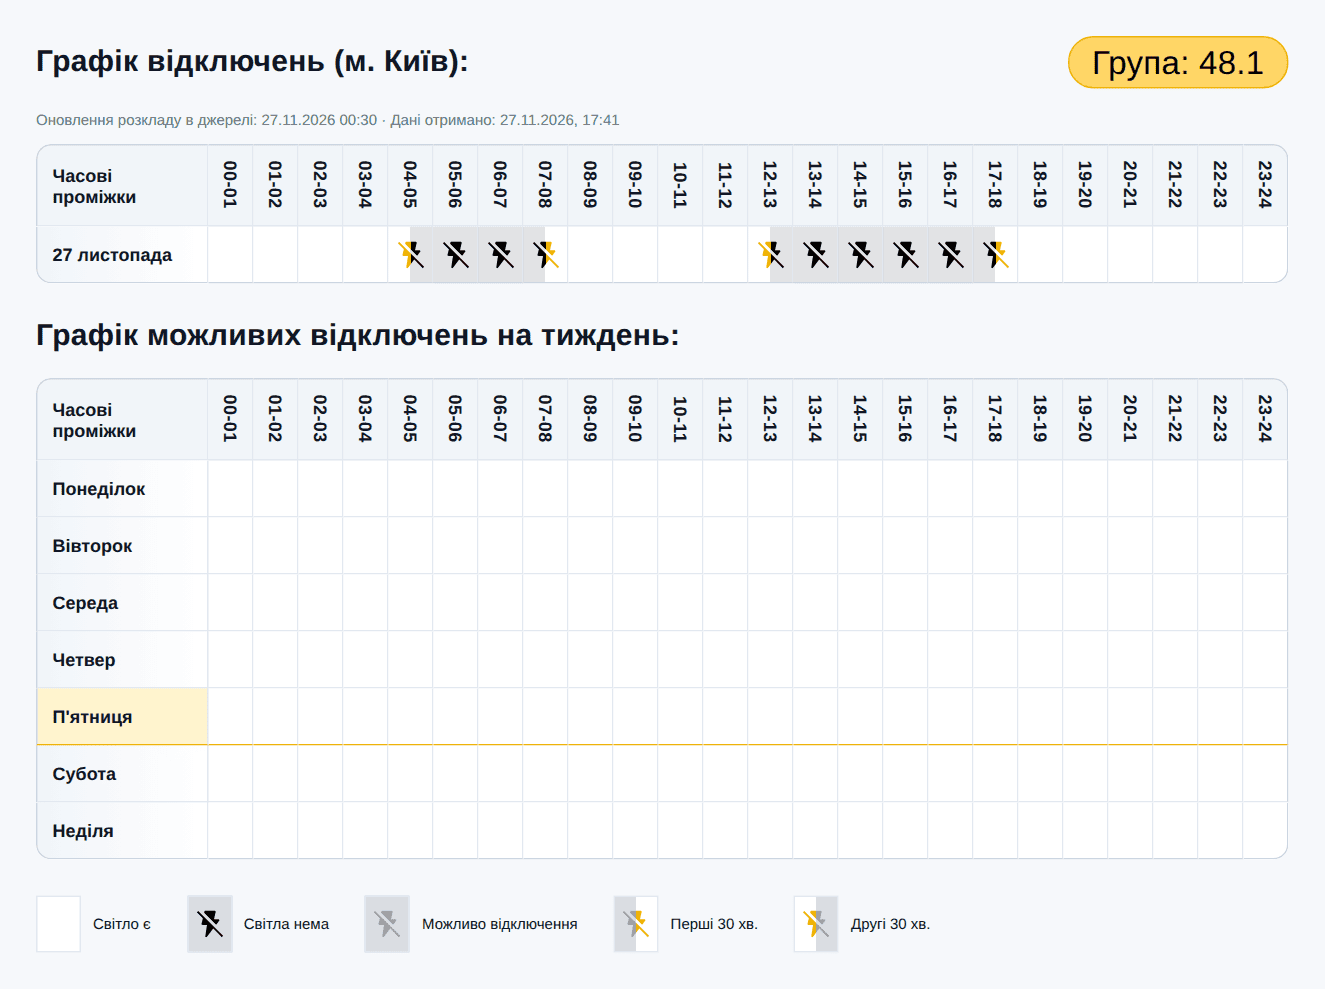 Графік відключень (м. Київ):
Група: 48.1
Оновлення розкладу в джерелі: 27.11.2026 00:30 · Дані отримано: 27.11.2026, 17:41
Часові проміжки 00-01 01-02 02-03 03-04 04-05 05-06 06-07 07-08 08-09 09-10 10-11 11-12 12-13 13-14 14-15 15-16 16-17 17-18 18-19 19-20 20-21 21-22 22-23 23-24
27 листопада
Графік можливих відключень на тиждень:
Часові проміжки 00-01 01-02 02-03 03-04 04-05 05-06 06-07 07-08 08-09 09-10 10-11 11-12 12-13 13-14 14-15 15-16 16-17 17-18 18-19 19-20 20-21 21-22 22-23 23-24
Понеділок
Вівторок
Середа
Четвер
П'ятниця
Субота
Неділя
Світло є Світла нема Можливо відключення Перші 30 хв. Другі 30 хв.